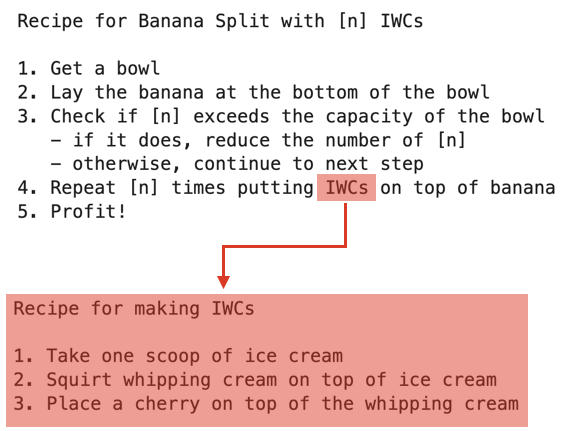 Recipe for Banana Split with [n] IWCs
1. Get a bowl
2. Lay the banana at the bottom of the bowl
3. Check if [n] exceeds the capacity of the bowl
– if it does, reduce the number of [n]
– otherwise, continue to next step
4. Repeat [n] times putting IWCs on top of banana
5. Profit!
Recipe for making IWCs
1. Take one scoop of ice cream
2. Squirt whipping cream on top of ice cream
3. Place a cherry on top of the whipping cream